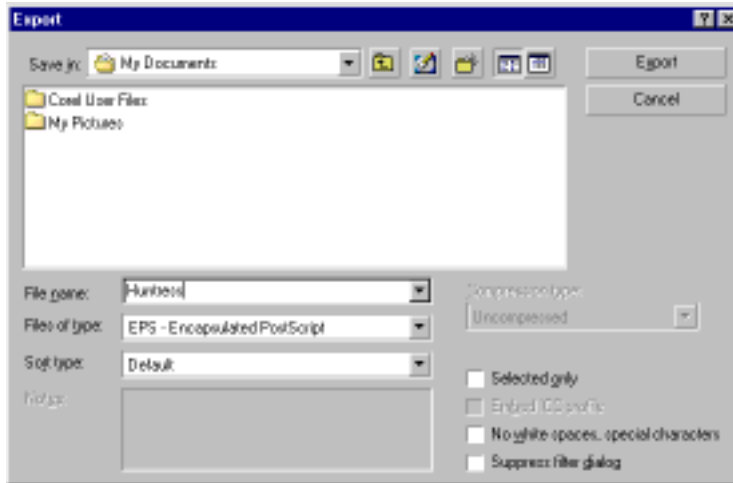 Export
Save in: My Documents
Export
Cancel
Corel User Files
My Pictures
File name: Huntress
Files of type: EPS - Encapsulated PostScript
Sort type: Default
Notes:
Compression type:
Uncompressed
Selected only
Embed ICC profile
No white spaces, special characters
Suppress filter dialog